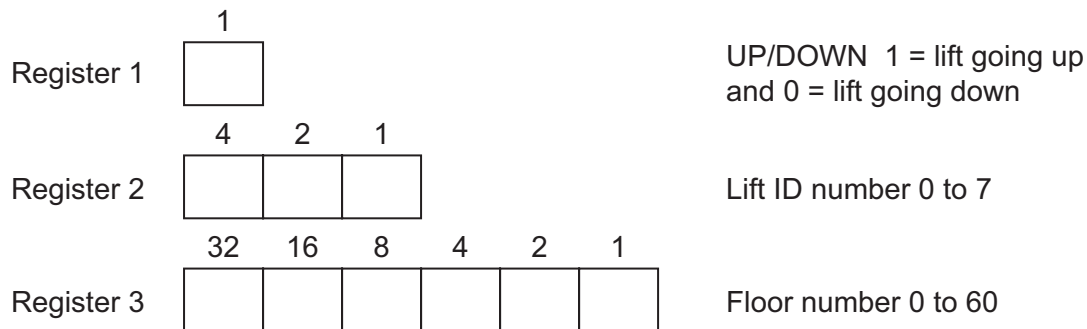 1
Register 1
UP/DOWN 1 = lift going up
and 0 = lift going down
4 2 1
Register 2
Lift ID number 0 to 7
32 16 8 4 2 1
Register 3
Floor number 0 to 60